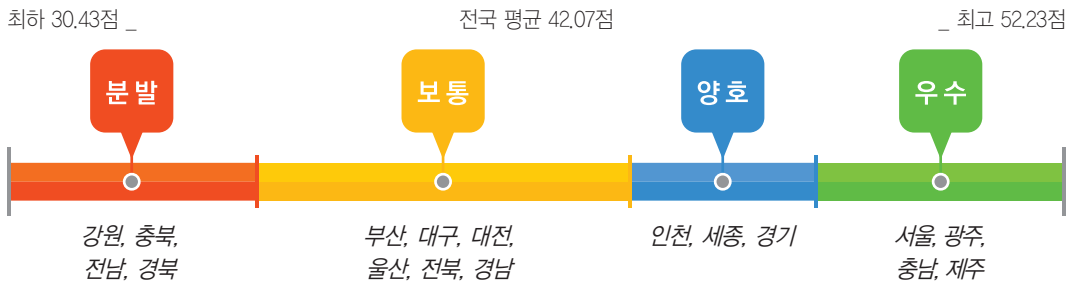 최하 30.43점 _
전국 평균 42.07점
_ 최고 52.23점
분발
보통
양호
우수
강원, 충북,
전남, 경북
부산, 대구, 대전,
울산, 전북, 경남
인천, 세종, 경기
서울, 광주,
충남, 제주